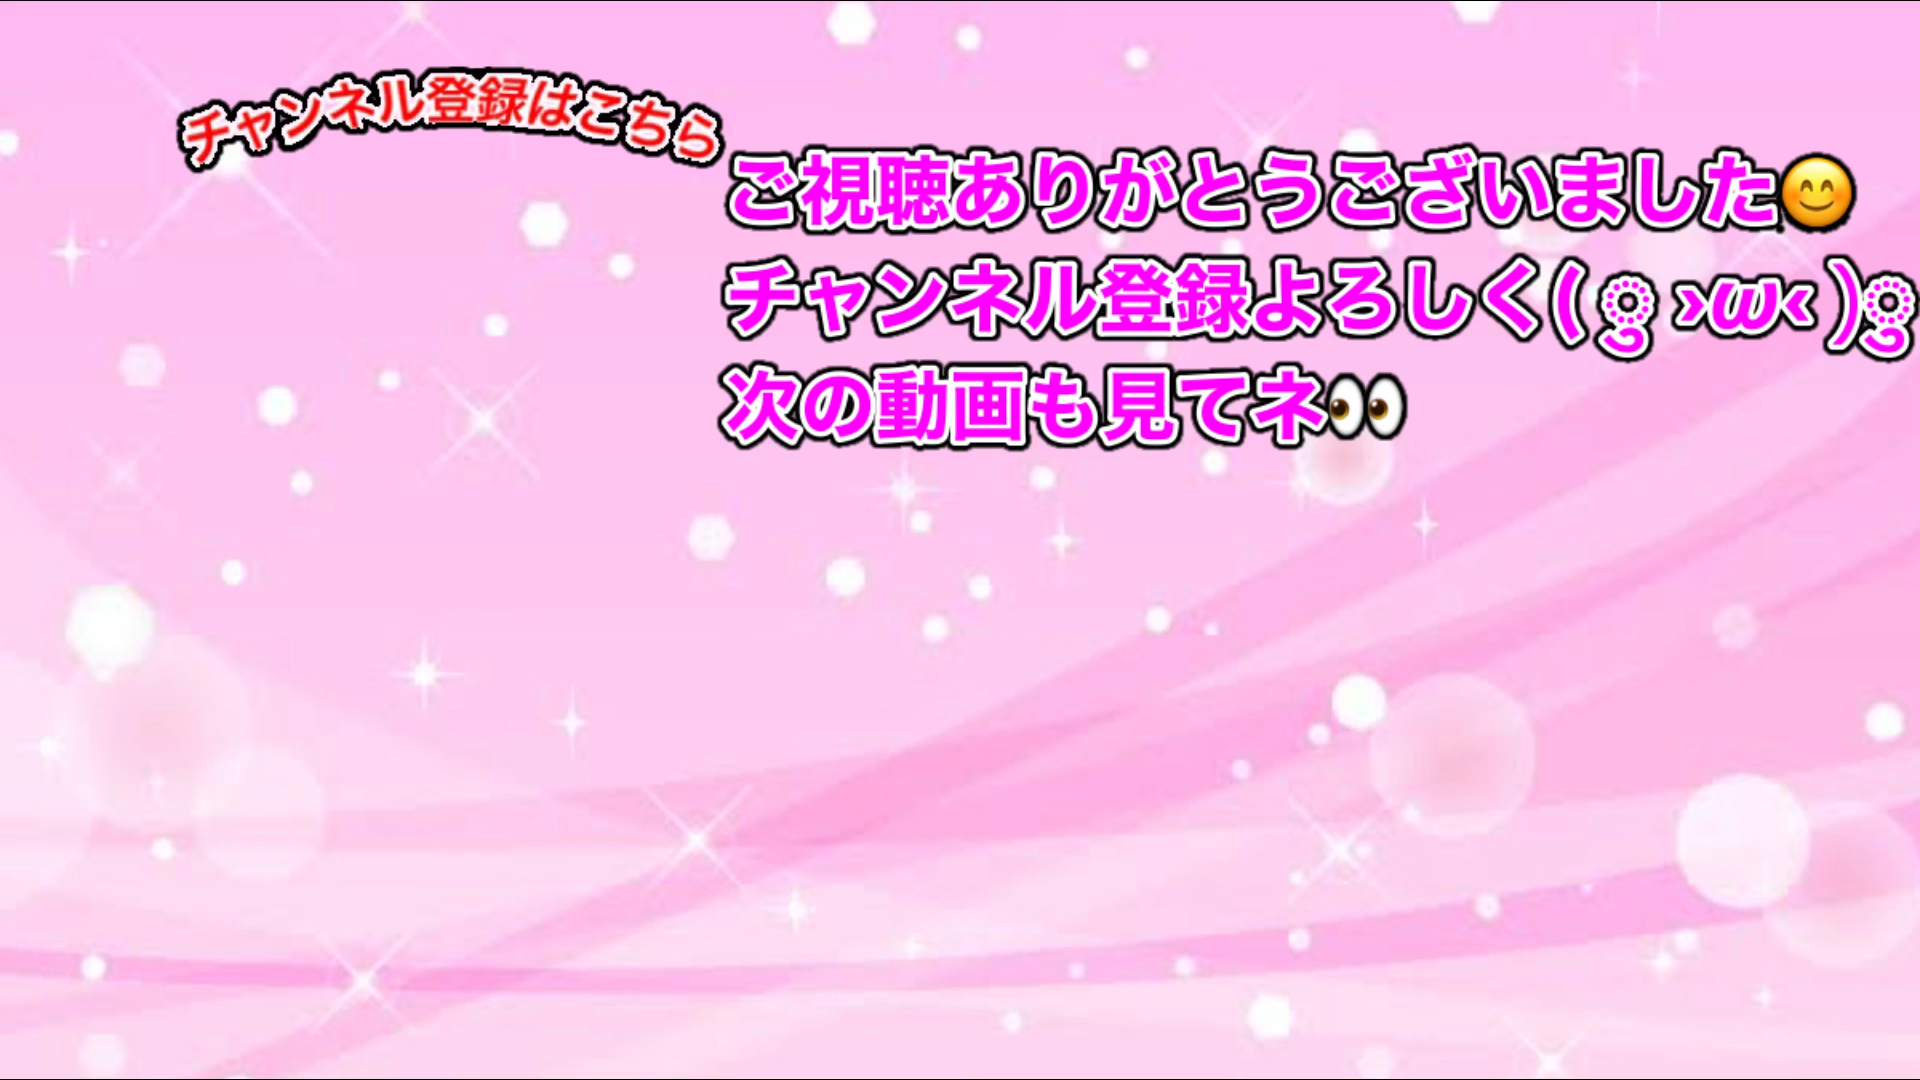 チャンネル登録はこちら
ご視聴ありがとうございました😊
チャンネル登録よろしく( ૢ ›ω‹ )ૢ
次の動画も見てネ👀